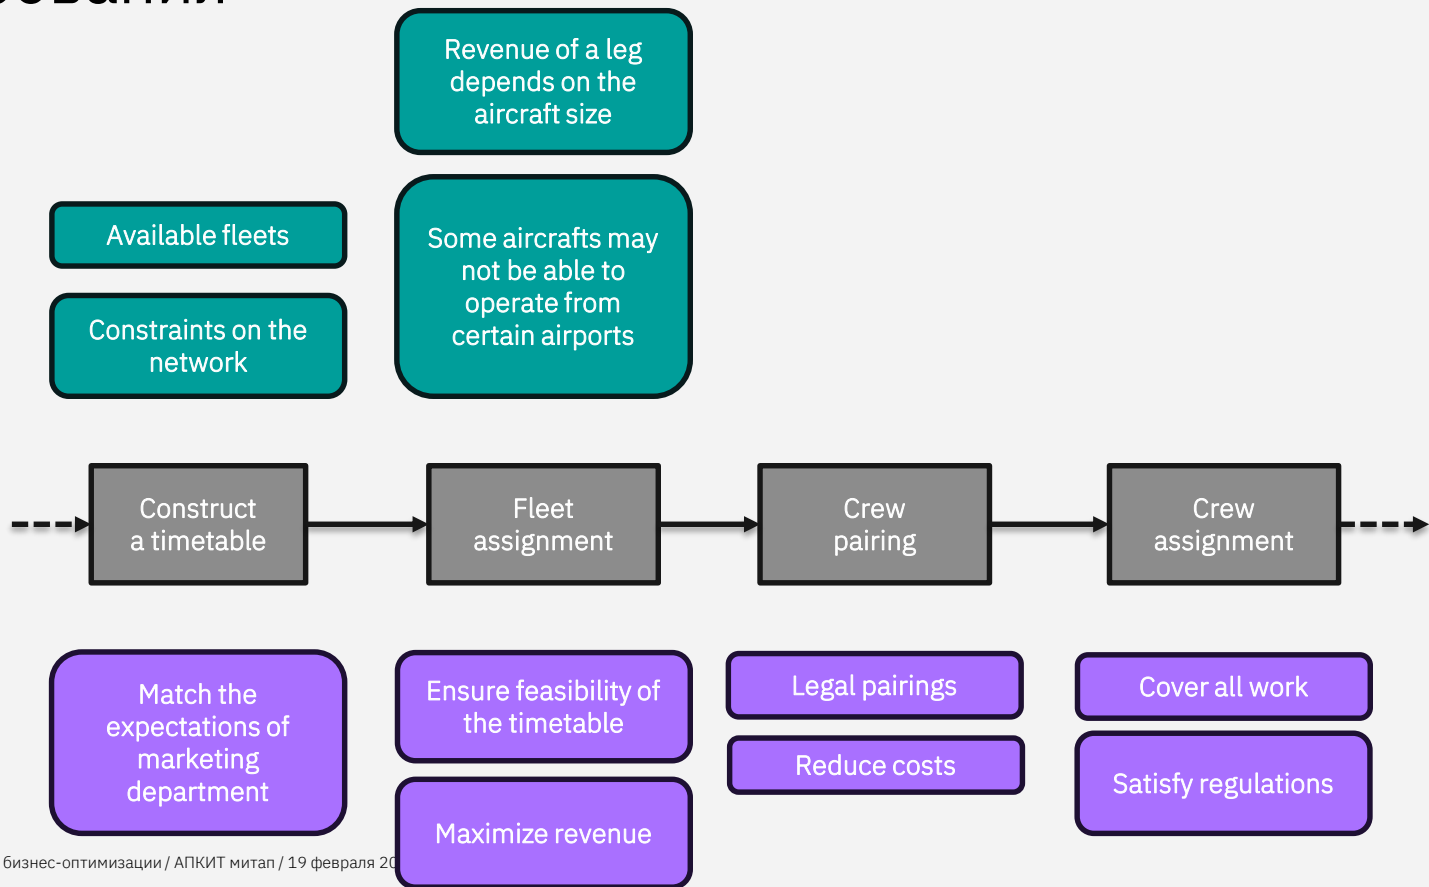 Revenue of a leg
depends on the
aircraft size
Available fleets
Some aircrafts may
not be able to
operate from
certain airports
Constraints on the
network
Construct
a timetable
Fleet
assignment
Crew
pairing
Crew
assignment
Match the
expectations of
marketing
department
Ensure feasibility of
the timetable
Legal pairings
Cover all work
Reduce costs
Satisfy regulations
Maximize revenue
бизнес-оптимизации / АПКИТ митап / 19 февраля 20